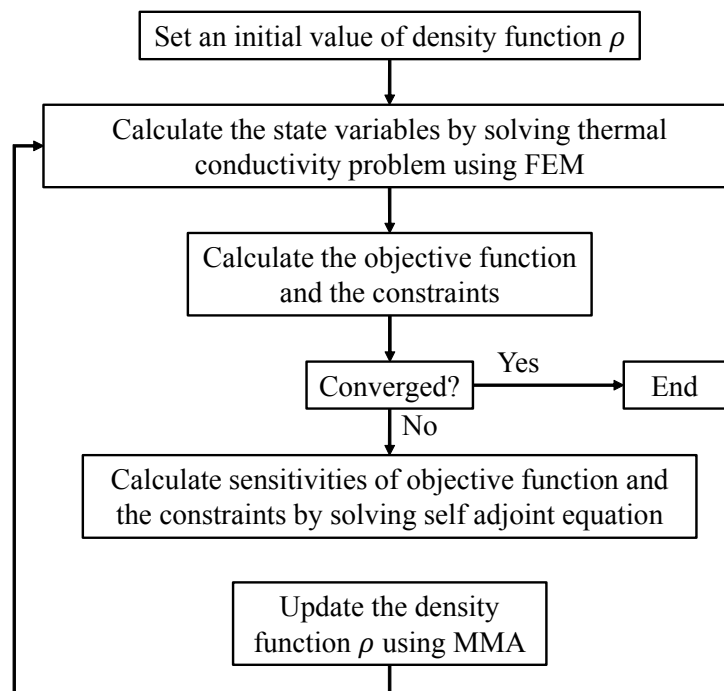 Set an initial value of density function ρ
Calculate the state variables by solving thermal
conductivity problem using FEM
Calculate the objective function
and the constraints
Converged?
Yes
End
No
Calculate sensitivities of objective function and
the constraints by solving self adjoint equation
Update the density
function ρ using MMA